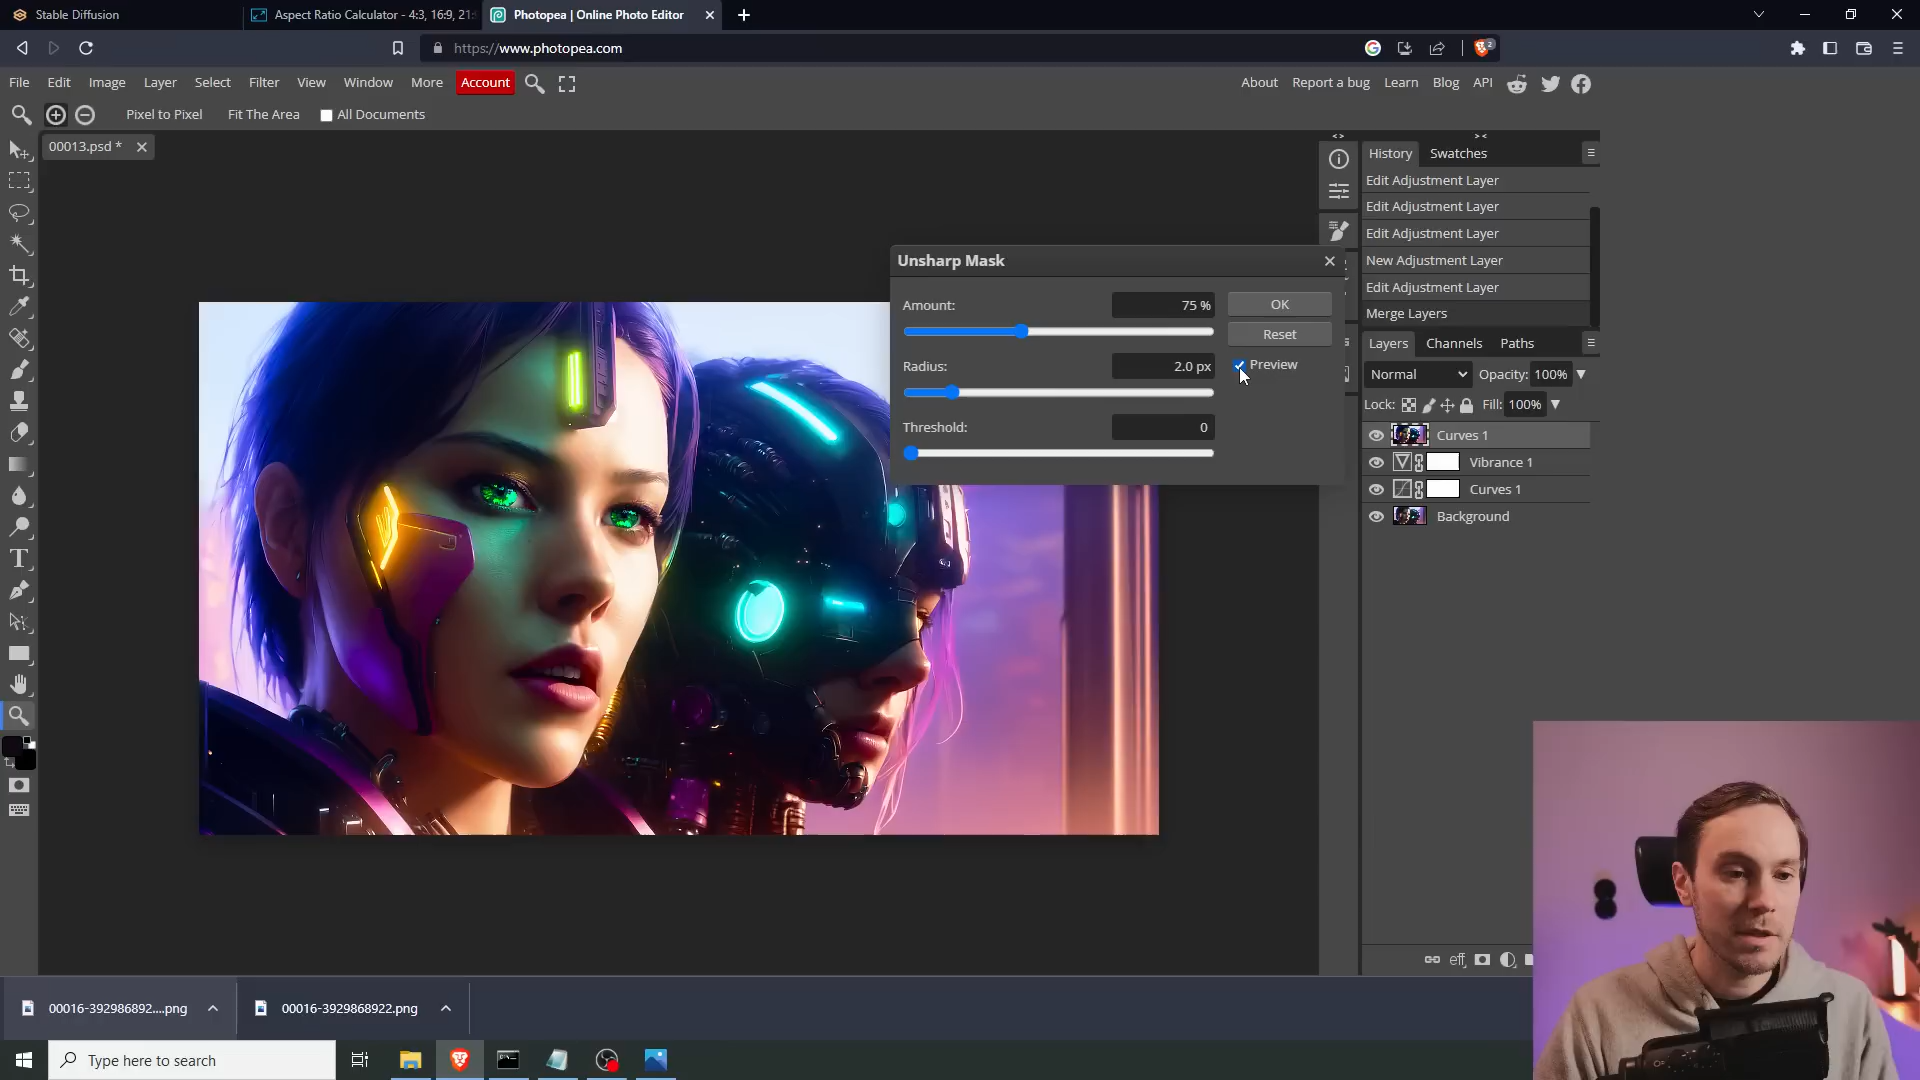 Stable Diffusion
Aspect Ratio Calculator - 4:3, 16:9, 21:
Photopea | Online Photo Editor
https://www.photopea.com
2
File Edit Image Layer Select Filter View Window More Account
About Report a bug Learn Blog API
Pixel to Pixel Fit The Area All Documents
00013.psd *
History Swatches
Edit Adjustment Layer
Edit Adjustment Layer
Edit Adjustment Layer
New Adjustment Layer
Edit Adjustment Layer
Merge Layers
Unsharp Mask
Amount: 75 % OK
Reset
Radius: 2.0 px Preview
Threshold: 0
Layers Channels Paths
Normal Opacity: 100%
Lock: Fill: 100%
Curves 1
Vibrance 1
Curves 1
Background
eff
00016-392986892....png
00016-3929868922.png
Type here to search